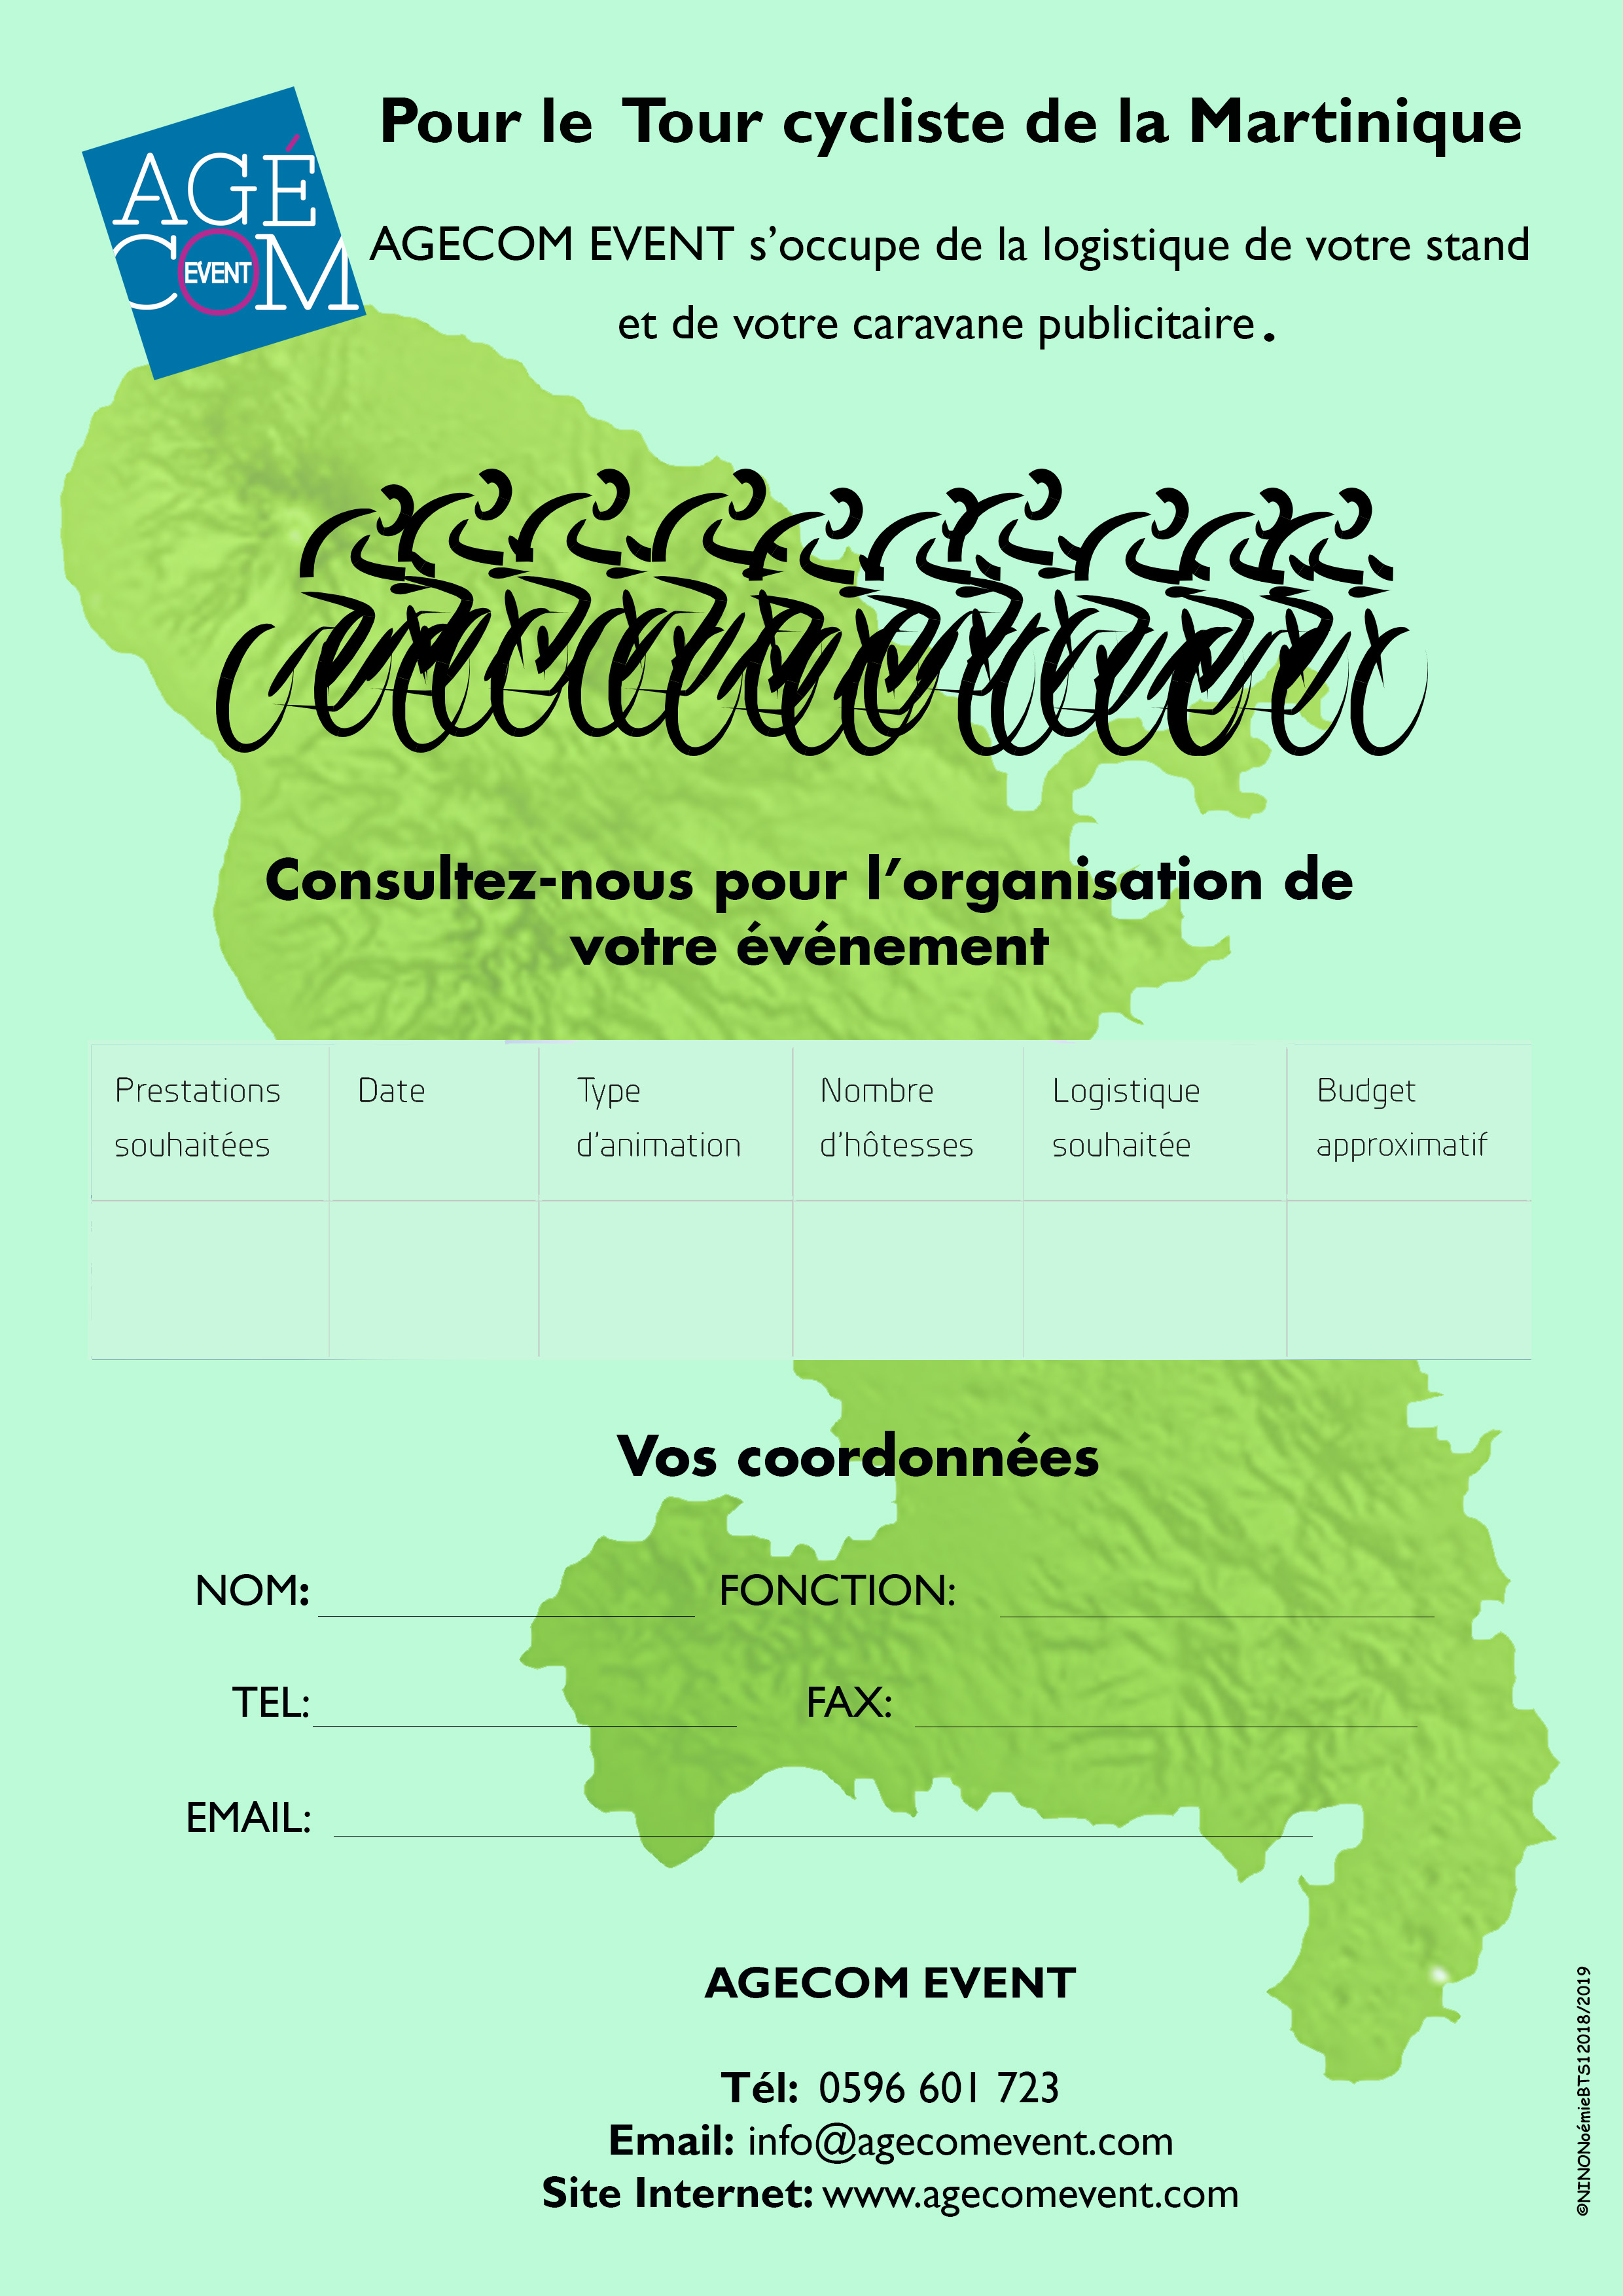 AGÉ
COM
EVENT
Pour le Tour cycliste de la Martinique
AGECOM EVENT s’occupe de la logistique de votre stand
et de votre caravane publicitaire.
Consultez-nous pour l’organisation de
votre événement
Prestations souhaitées
Date
Type d’animation
Nombre d’hôtesses
Logistique souhaitée
Budget approximatif
Vos coordonnées
NOM: FONCTION:
TEL: FAX:
EMAIL:
AGECOM EVENT
Tél: 0596 601 723
Email: info@agecomevent.com
Site Internet: www.agecomevent.com
©NINONoémieBTS12018/2019